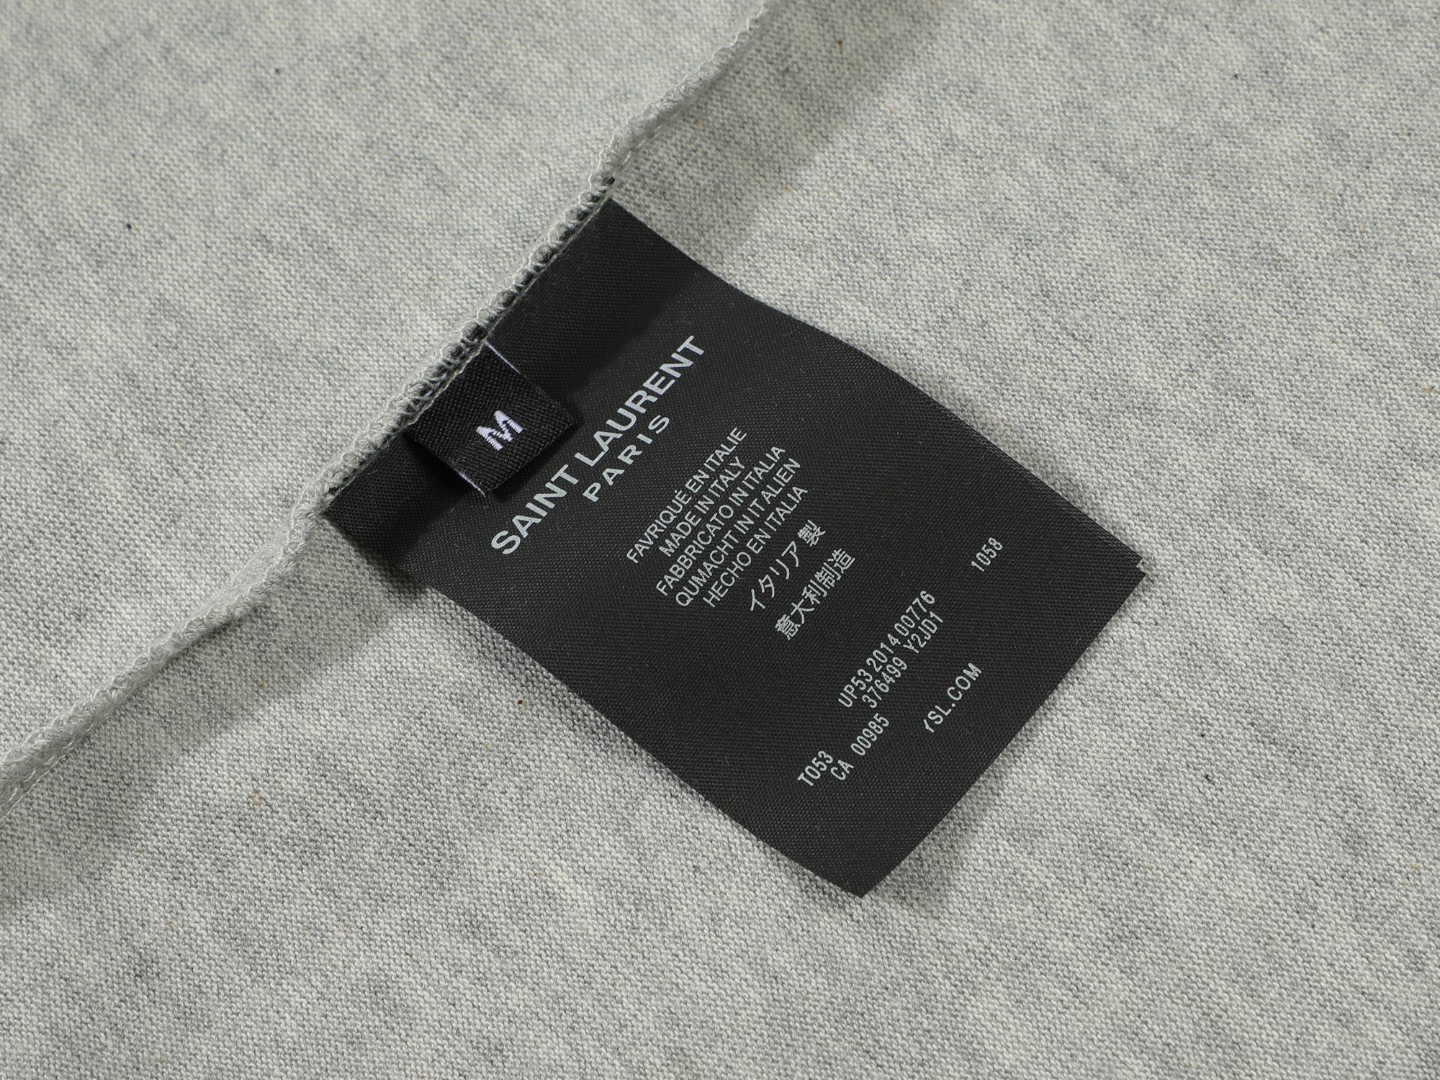 M
SAINT LAURENT
PARIS
FAVRIQUÉ EN ITALIE
MADE IN ITALY
FABBRICATO IN ITALIA
QUMACHT IN ITALIEN
HECHO EN ITALIA
イタリア製
意大利制造
1058
UP53 2014 00776
376499 Y2JD1
T053
CA 00985
YSL.COM